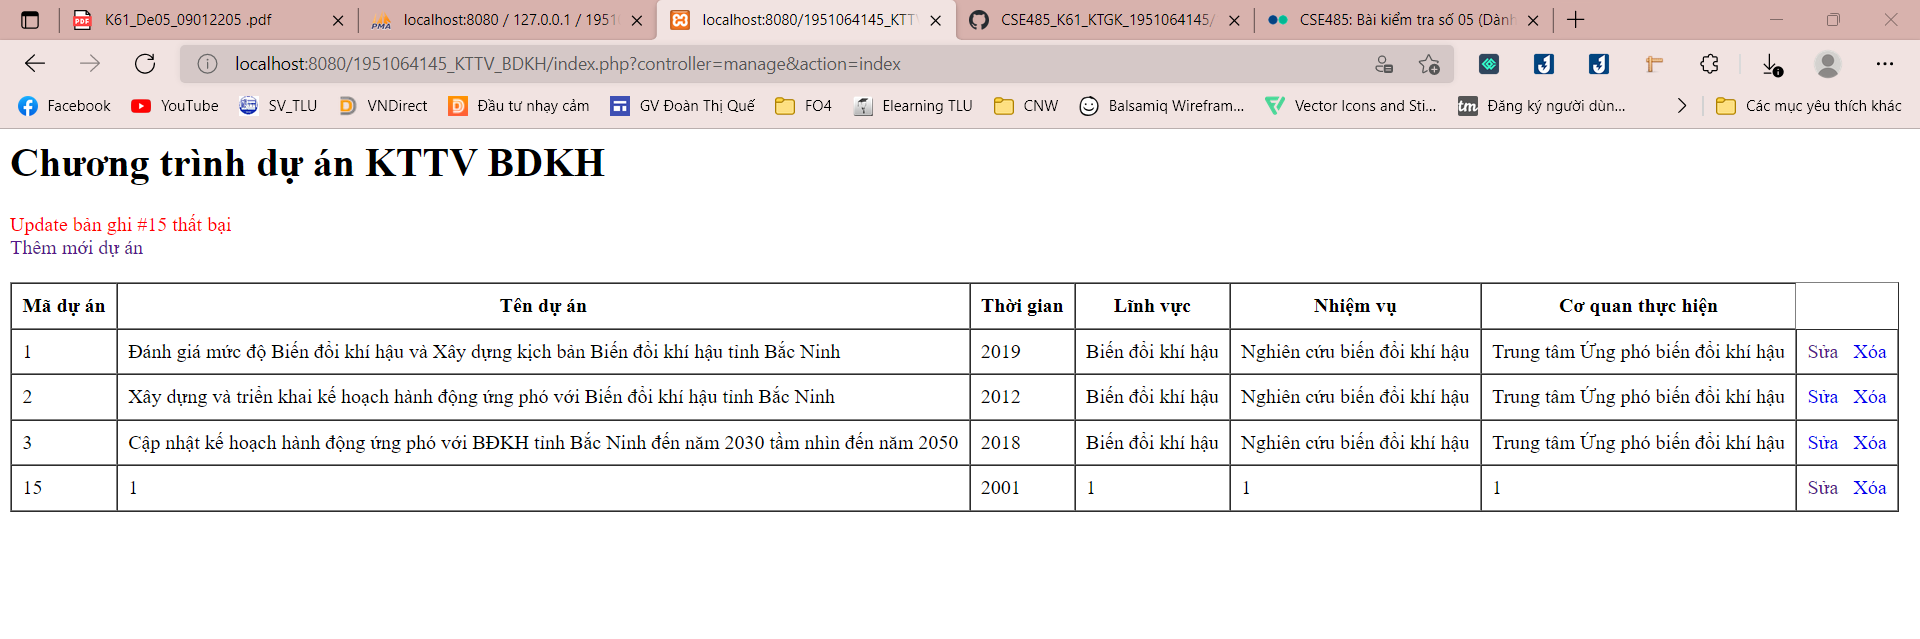 K61_De05_09012205 .pdf
localhost:8080 / 127.0.0.1 / 1951
localhost:8080/1951064145_KTTV
CSE485_K61_KTGK_1951064145/
CSE485: Bài kiểm tra số 05 (Dành
localhost:8080/1951064145_KTTV_BDKH/index.php?controller=manage&action=index
Facebook YouTube SV_TLU VNDirect Đầu tư nhạy cảm GV Đoàn Thị Quế FO4 Elearning TLU CNW Balsamiq Wirefram... Vector Icons and Sti... tm Đăng ký người dùn... Các mục yêu thích khác
Chương trình dự án KTTV BDKH
Update bản ghi #15 thất bại
Thêm mới dự án
Mã dự án Tên dự án Thời gian Lĩnh vực Nhiệm vụ Cơ quan thực hiện
1 Đánh giá mức độ Biến đổi khí hậu và Xây dựng kịch bản Biến đổi khí hậu tỉnh Bắc Ninh 2019 Biến đổi khí hậu Nghiên cứu biến đổi khí hậu Trung tâm Ứng phó biến đổi khí hậu Sửa Xóa
2 Xây dựng và triển khai kế hoạch hành động ứng phó với Biến đổi khí hậu tỉnh Bắc Ninh 2012 Biến đổi khí hậu Nghiên cứu biến đổi khí hậu Trung tâm Ứng phó biến đổi khí hậu Sửa Xóa
3 Cập nhật kế hoạch hành động ứng phó với BĐKH tỉnh Bắc Ninh đến năm 2030 tầm nhìn đến năm 2050 2018 Biến đổi khí hậu Nghiên cứu biến đổi khí hậu Trung tâm Ứng phó biến đổi khí hậu Sửa Xóa
15 1 2001 1 1 1 Sửa Xóa